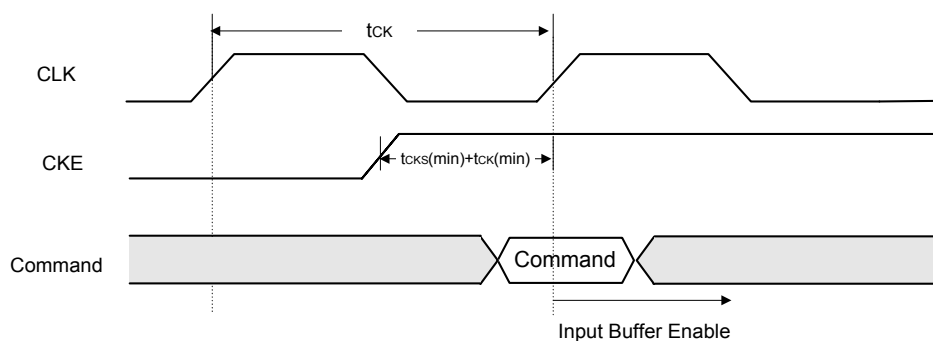 tCK
CLK
CKE
tCKS(min)+tCK(min)
Command
Command
Input Buffer Enable